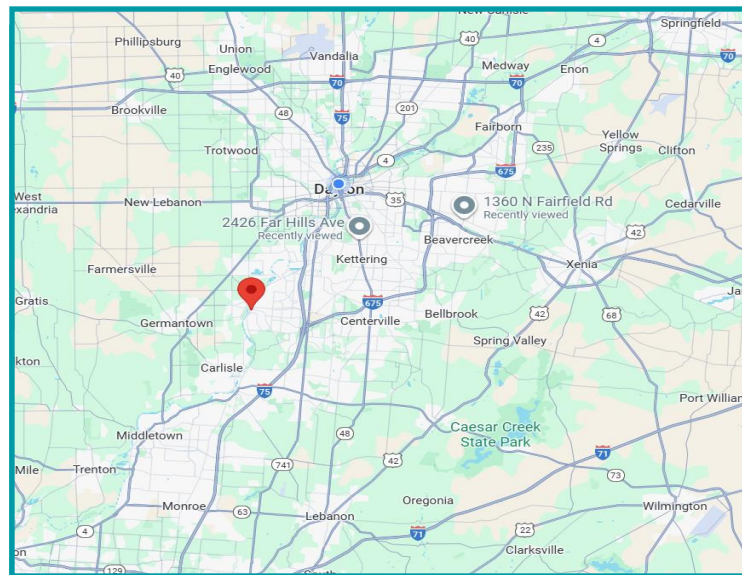 New Carlisle
Springfield
Phillipsburg
Union
40
4
Vandalia
Englewood
Medway
Enon
70
40
70
70
Brookville
75
48
201
Fairborn
Trotwood
4
235
Yellow
Springs
Clifton
675
West
Dayton
New Lebanon
35
1360 N Fairfield Rd
Recently viewed
Cedarville
exandria
2426 Far Hills Ave
Recently viewed
42
Beavercreek
Kettering
Farmersville
Xenia
Gratis
675
Germantown
Centerville
Bellbrook
42
68
Spring Valley
Carlisle
75
Port William
Caesar Creek
State Park
Middletown
48
71
42
Mile
Trenton
741
73
Oregonia
Monroe
63
Wilmington
Lebanon
4
22
71
Clarksville
129